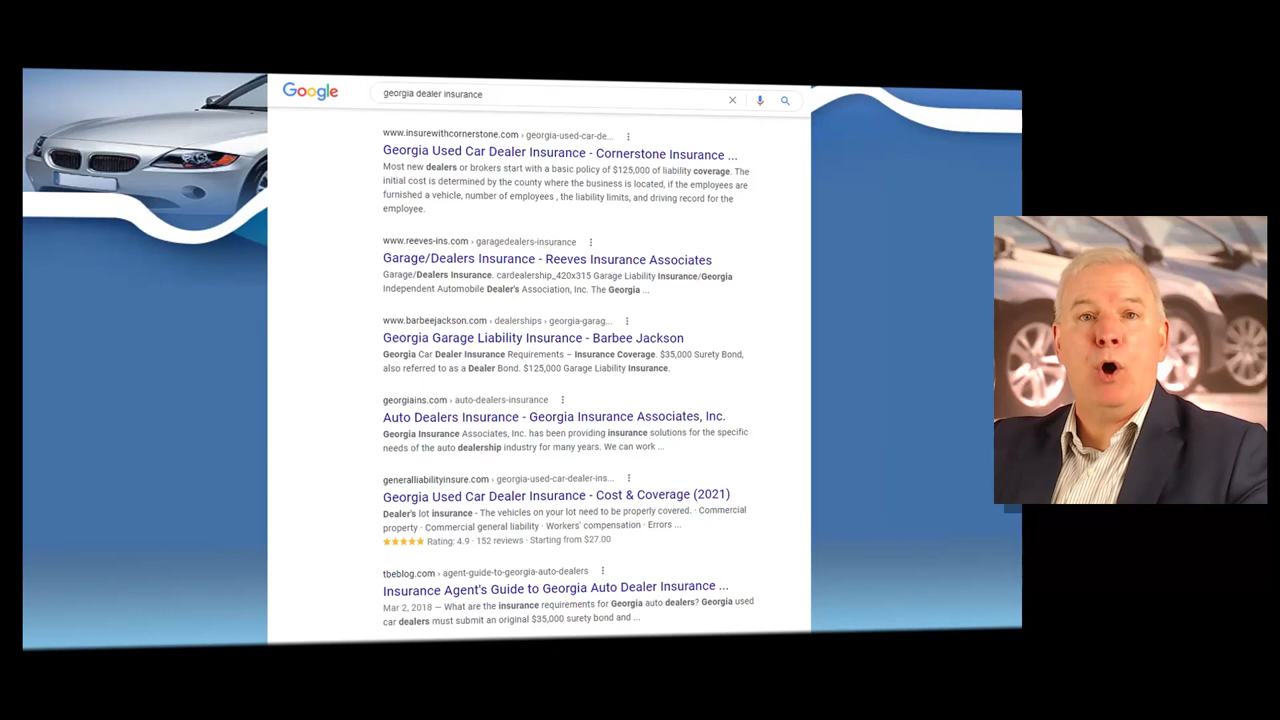 Google
georgia dealer insurance
www.insurewithcornerstone.com › georgia-used-car-de...
Georgia Used Car Dealer Insurance - Cornerstone Insurance ...
Most new dealers or brokers start with a basic policy of $125,000 of liability coverage. The
initial cost is determined by the county where the business is located, if the employees are
furnished a vehicle, number of employees , the liability limits, and driving record for the
employee.
www.reeves-ins.com › garagedealers-insurance
Garage/Dealers Insurance - Reeves Insurance Associates
Garage/Dealers Insurance. cardealership_420x315 Garage Liability Insurance/Georgia
Independent Automobile Dealer's Association, Inc. The Georgia ...
www.barbeejackson.com › dealerships › georgia-garag...
Georgia Garage Liability Insurance - Barbee Jackson
Georgia Car Dealer Insurance Requirements – Insurance Coverage. $35,000 Surety Bond,
also referred to as a Dealer Bond. $125,000 Garage Liability Insurance.
georgiains.com › auto-dealers-insurance
Auto Dealers Insurance - Georgia Insurance Associates, Inc.
Georgia Insurance Associates, Inc. has been providing insurance solutions for the specific
needs of the auto dealership industry for many years. We can work ...
generalliabilityinsure.com › georgia-used-car-dealer-ins...
Georgia Used Car Dealer Insurance - Cost & Coverage (2021)
Dealer's lot insurance - The vehicles on your lot need to be properly covered. · Commercial
property · Commercial general liability · Workers' compensation · Errors ...
Rating: 4.9 · 152 reviews · Starting from $27.00
tbeblog.com › agent-guide-to-georgia-auto-dealers
Insurance Agent's Guide to Georgia Auto Dealer Insurance ...
Mar 2, 2018 — What are the insurance requirements for Georgia auto dealers? Georgia used
car dealers must submit an original $35,000 surety bond and ...